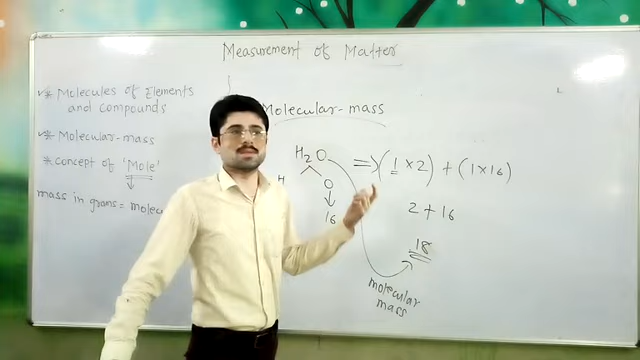 Measurement of Matter
✓* Molecules of Elements
and compounds
✓* Molecular-mass
* concept of 'Mole'
mass in grams = molec
Molecular-mass
H₂O ⇒ (1×2) + (1×16)
H
O
16
2 + 16
18
molecular
mass